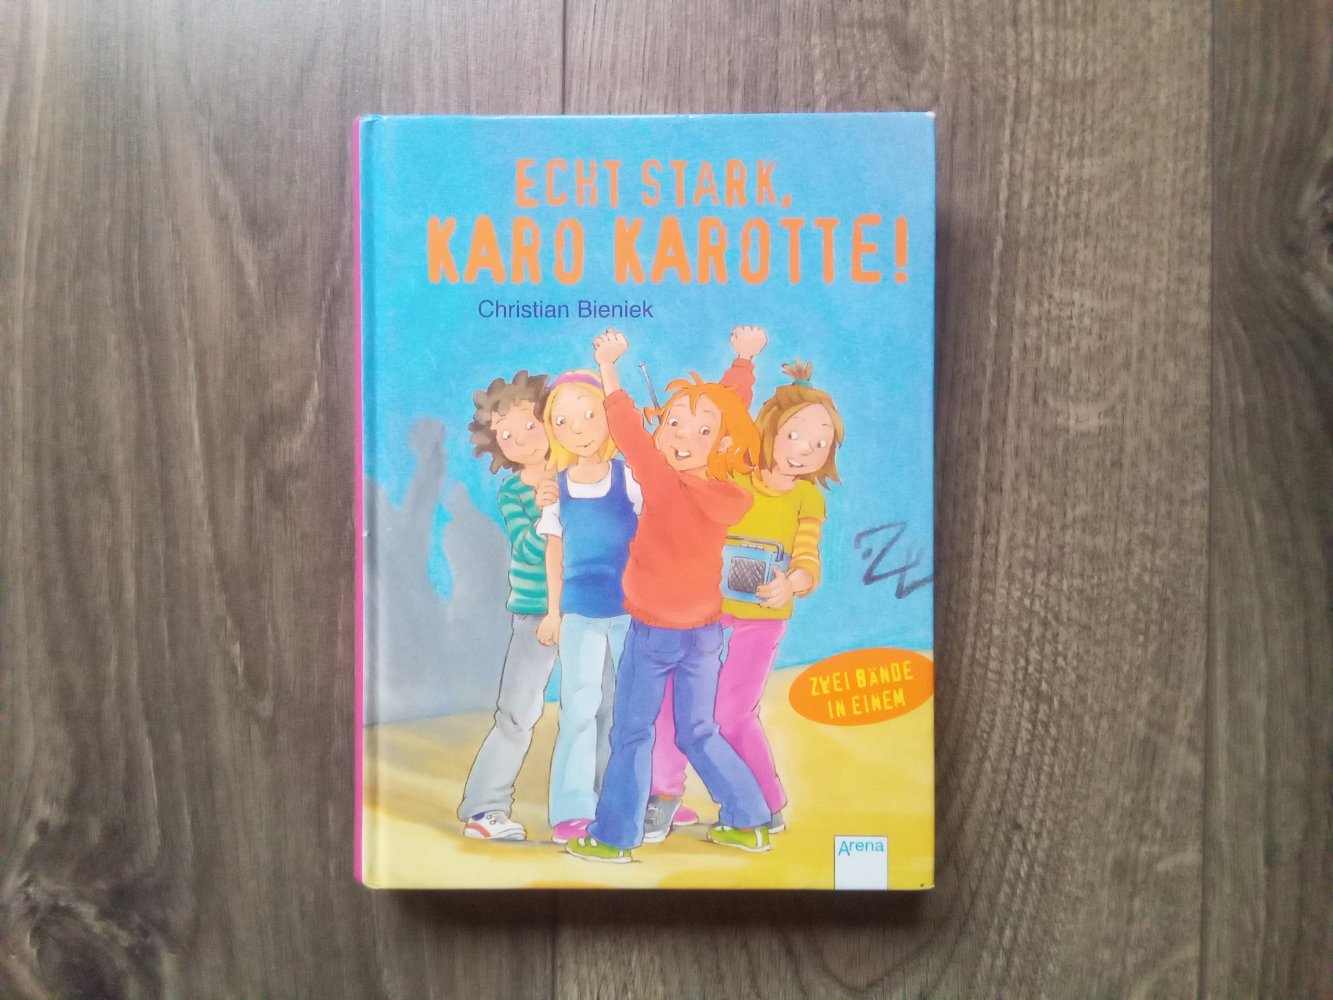 ECHT STARK,
KARO KAROTTE!
Christian Bieniek
ZWEI BÄNDE
IN EINEM
Arena